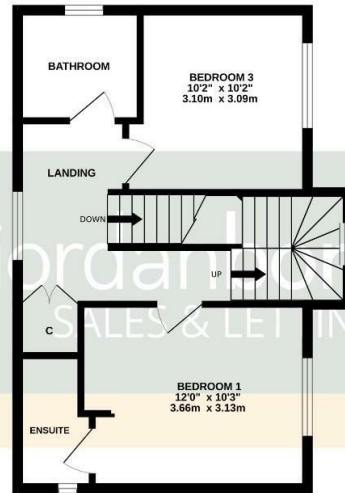 BATHROOM
BEDROOM 3
10'2" x 10'2"
3.10m x 3.09m
LANDING
DOWN
UP
C
SALES &
BEDROOM 1
12'0" x 10'3"
3.66m x 3.13m
ENSUITE